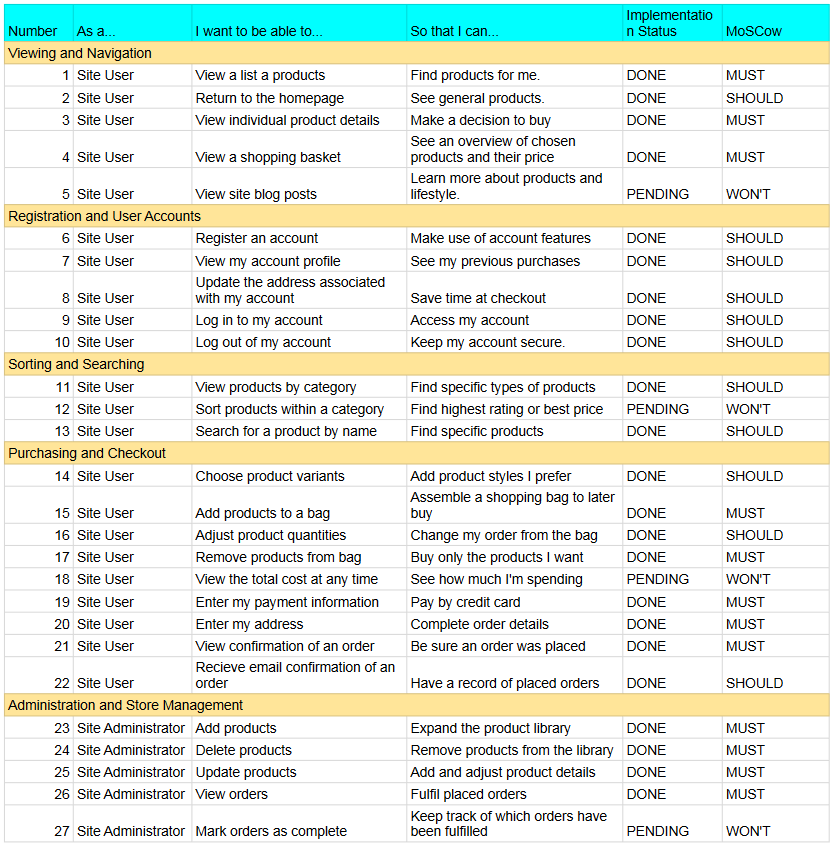 Number As a... I want to be able to... So that I can... Implementatio
n Status MoSCow
Viewing and Navigation
1 Site User View a list a products Find products for me. DONE MUST
2 Site User Return to the homepage See general products. DONE SHOULD
3 Site User View individual product details Make a decision to buy DONE MUST
4 Site User View a shopping basket See an overview of chosen
products and their price DONE MUST
5 Site User View site blog posts Learn more about products and
lifestyle. PENDING WON'T
Registration and User Accounts
6 Site User Register an account Make use of account features DONE SHOULD
7 Site User View my account profile See my previous purchases DONE SHOULD
8 Site User Update the address associated
with my account Save time at checkout DONE SHOULD
9 Site User Log in to my account Access my account DONE SHOULD
10 Site User Log out of my account Keep my account secure. DONE SHOULD
Sorting and Searching
11 Site User View products by category Find specific types of products DONE SHOULD
12 Site User Sort products within a category Find highest rating or best price PENDING WON'T
13 Site User Search for a product by name Find specific products DONE SHOULD
Purchasing and Checkout
14 Site User Choose product variants Add product styles I prefer DONE SHOULD
15 Site User Add products to a bag Assemble a shopping bag to later
buy DONE MUST
16 Site User Adjust product quantities Change my order from the bag DONE SHOULD
17 Site User Remove products from bag Buy only the products I want DONE MUST
18 Site User View the total cost at any time See how much I'm spending PENDING WON'T
19 Site User Enter my payment information Pay by credit card DONE MUST
20 Site User Enter my address Complete order details DONE MUST
21 Site User View confirmation of an order Be sure an order was placed DONE MUST
22 Site User Recieve email confirmation of an
order Have a record of placed orders DONE SHOULD
Administration and Store Management
23 Site Administrator Add products Expand the product library DONE MUST
24 Site Administrator Delete products Remove products from the library DONE MUST
25 Site Administrator Update products Add and adjust product details DONE MUST
26 Site Administrator View orders Fulfil placed orders DONE MUST
27 Site Administrator Mark orders as complete Keep track of which orders have
been fulfilled PENDING WON'T